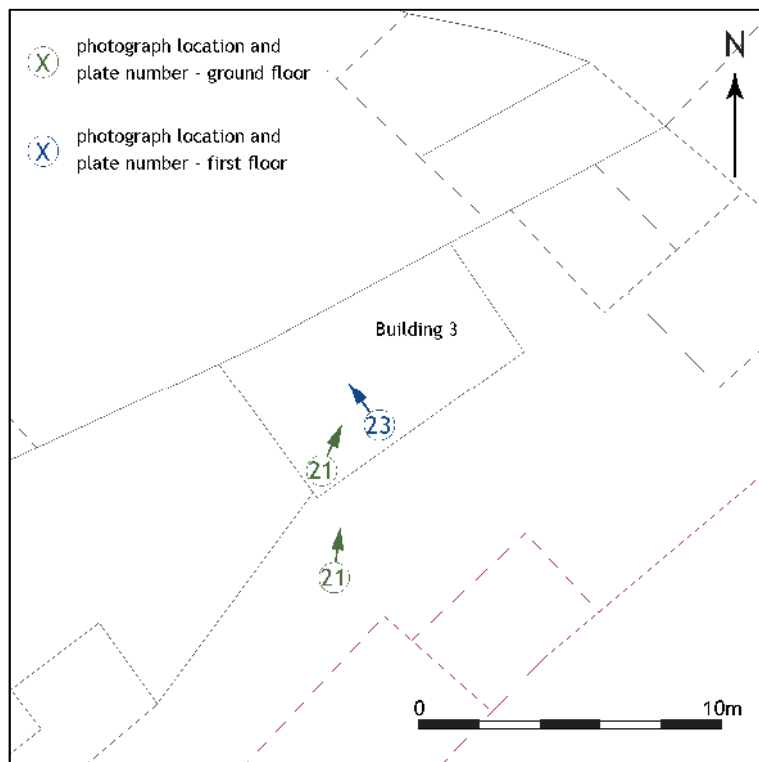 X
photograph location and
plate number - ground floor
X
photograph location and
plate number - first floor
N
Building 3
23
21
21
0
10m